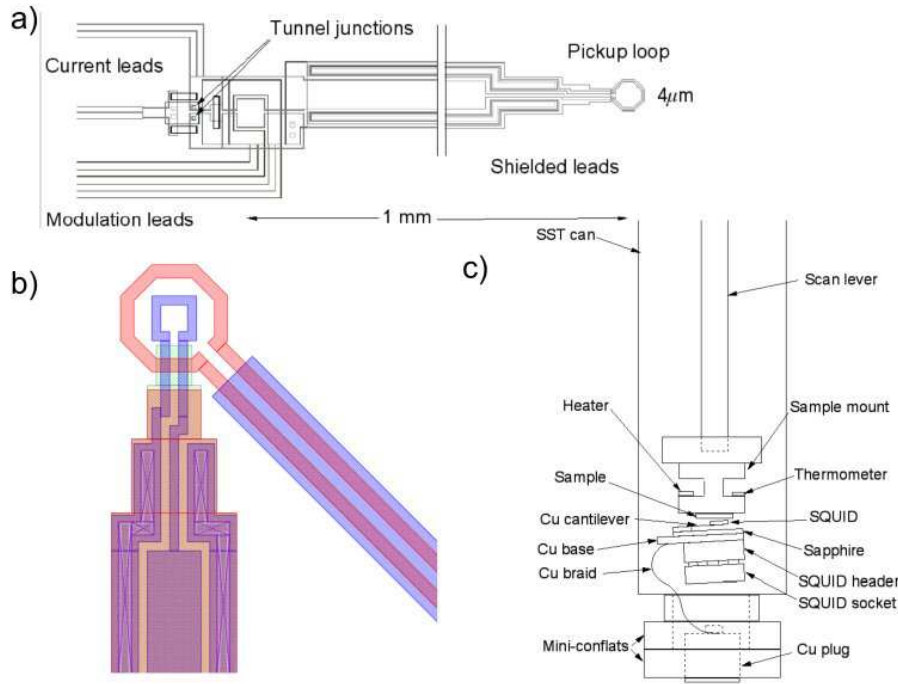 a)
Tunnel junctions
Current leads
Pickup loop
4μm
Shielded leads
Modulation leads
1 mm
b)
c)
SST can
Scan lever
Heater
Sample mount
Sample
Thermometer
Cu cantilever
SQUID
Cu base
Sapphire
Cu braid
SQUID header
SQUID socket
Mini-conflats
Cu plug